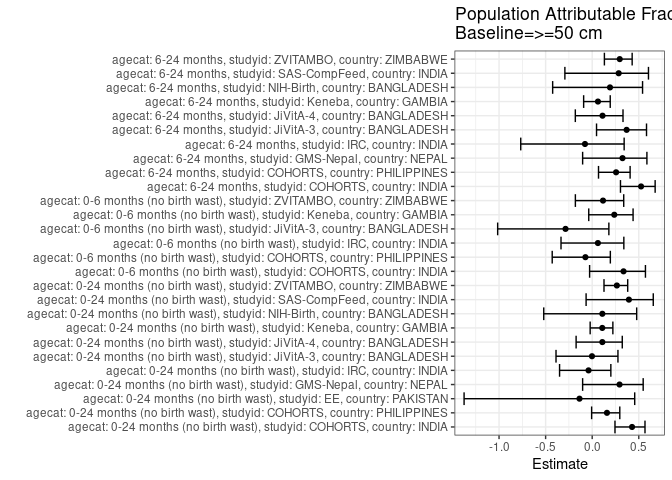 Population Attributable Frac
Baseline=>=50 cm
agecat: 6-24 months, studyid: ZVITAMBO, country: ZIMBABWE
agecat: 6-24 months, studyid: SAS-CompFeed, country: INDIA
agecat: 6-24 months, studyid: NIH-Birth, country: BANGLADESH
agecat: 6-24 months, studyid: Keneba, country: GAMBIA
agecat: 6-24 months, studyid: JiVitA-4, country: BANGLADESH
agecat: 6-24 months, studyid: JiVitA-3, country: BANGLADESH
agecat: 6-24 months, studyid: IRC, country: INDIA
agecat: 6-24 months, studyid: GMS-Nepal, country: NEPAL
agecat: 6-24 months, studyid: COHORTS, country: PHILIPPINES
agecat: 6-24 months, studyid: COHORTS, country: INDIA
agecat: 0-6 months (no birth wast), studyid: ZVITAMBO, country: ZIMBABWE
agecat: 0-6 months (no birth wast), studyid: Keneba, country: GAMBIA
agecat: 0-6 months (no birth wast), studyid: JiVitA-3, country: BANGLADESH
agecat: 0-6 months (no birth wast), studyid: IRC, country: INDIA
agecat: 0-6 months (no birth wast), studyid: COHORTS, country: PHILIPPINES
agecat: 0-6 months (no birth wast), studyid: COHORTS, country: INDIA
agecat: 0-24 months (no birth wast), studyid: ZVITAMBO, country: ZIMBABWE
agecat: 0-24 months (no birth wast), studyid: SAS-CompFeed, country: INDIA
agecat: 0-24 months (no birth wast), studyid: NIH-Birth, country: BANGLADESH
agecat: 0-24 months (no birth wast), studyid: Keneba, country: GAMBIA
agecat: 0-24 months (no birth wast), studyid: JiVitA-4, country: BANGLADESH
agecat: 0-24 months (no birth wast), studyid: JiVitA-3, country: BANGLADESH
agecat: 0-24 months (no birth wast), studyid: IRC, country: INDIA
agecat: 0-24 months (no birth wast), studyid: GMS-Nepal, country: NEPAL
agecat: 0-24 months (no birth wast), studyid: EE, country: PAKISTAN
agecat: 0-24 months (no birth wast), studyid: COHORTS, country: PHILIPPINES
agecat: 0-24 months (no birth wast), studyid: COHORTS, country: INDIA
-1.0 -0.5 0.0 0.5
Estimate